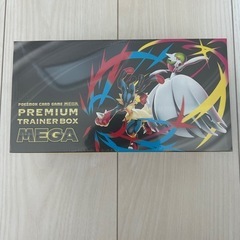 POKÉMON CARD GAME MEGA
PREMIUM
TRAINER BOX
MEGA